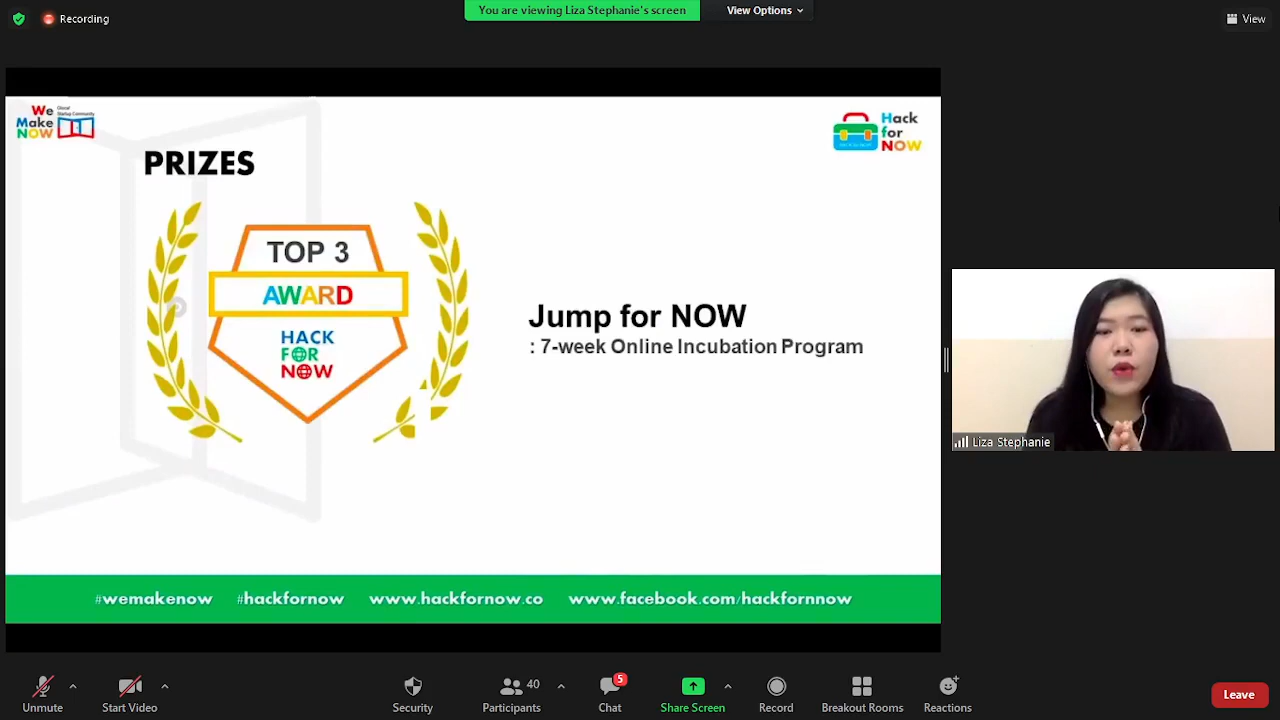 Recording
You are viewing Liza Stephanie's screen
View Options
View
We
Make
NOW
Global
Startup Community
Hack
for
NOW
PRIZES
TOP 3
AWARD
HACK
FOR
NOW
Jump for NOW
: 7-week Online Incubation Program
Liza Stephanie
#wemakenow #hackfornow www.hackfornow.co www.facebook.com/hackfornnow
Unmute
Start Video
Security
40
Participants
5
Chat
Share Screen
Record
Breakout Rooms
Reactions
Leave